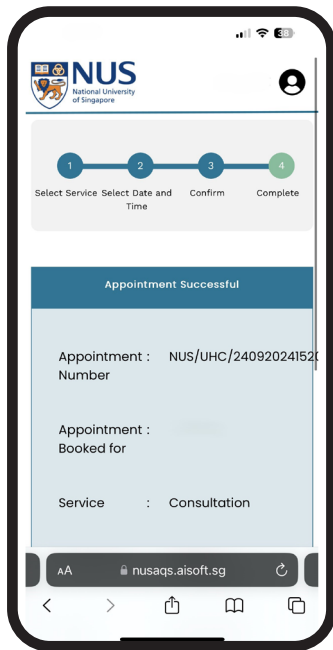 38
NUS
National University
of Singapore
1 2 3 4
Select Service Select Date and Time Confirm Complete
Appointment Successful
Appointment Number : NUS/UHC/240920241520
Appointment Booked for :
Service : Consultation
AA nusaqs.aisoft.sg